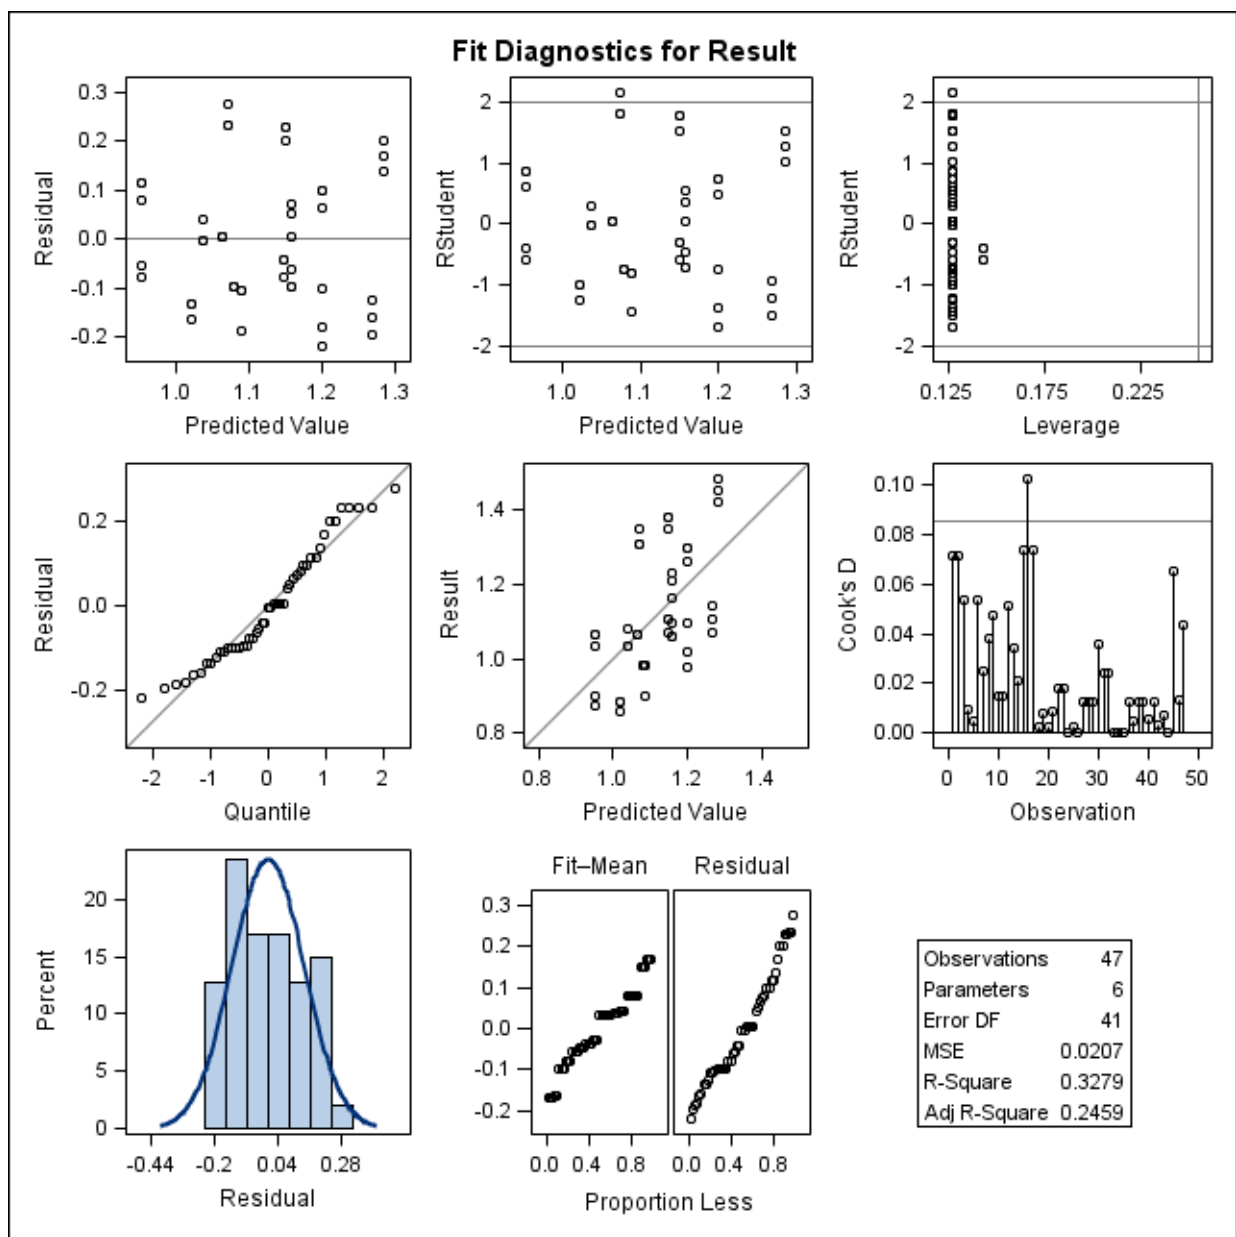 Fit Diagnostics for Result
0.3
0.2
0.1
0.0
-0.1
-0.2
Residual
1.0 1.1 1.2 1.3
Predicted Value
2
1
0
-1
-2
RStudent
1.0 1.1 1.2 1.3
Predicted Value
2
1
0
-1
-2
RStudent
0.125 0.175 0.225
Leverage
0.2
0.0
-0.2
Residual
-2 -1 0 1 2
Quantile
1.4
1.2
1.0
0.8
Result
0.8 1.0 1.2 1.4
Predicted Value
0.10
0.08
0.06
0.04
0.02
0.00
Cook's D
0 10 20 30 40 50
Observation
20
15
10
5
0
Percent
-0.44 -0.2 0.04 0.28
Residual
Fit–Mean Residual
0.3
0.2
0.1
0.0
-0.1
-0.2
0.0 0.4 0.8 0.0 0.4 0.8
Proportion Less
Observations 47
Parameters 6
Error DF 41
MSE 0.0207
R-Square 0.3279
Adj R-Square 0.2459